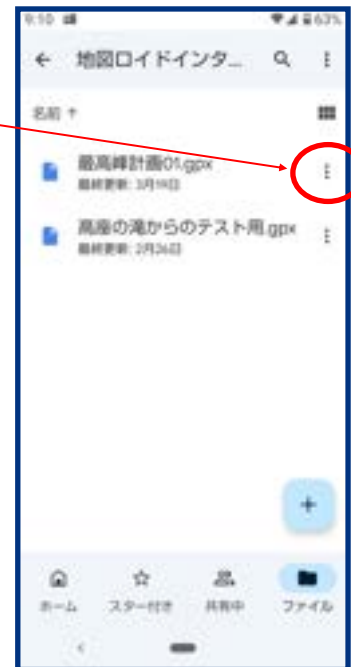 9:10 63%
地図ロイドインタ...
名前 ↑
最高峰計画01.gpx
最終更新: 3月19日
高座の滝からのテスト用.gpx
最終更新: 2月26日
ホーム スター付き 共有中 ファイル